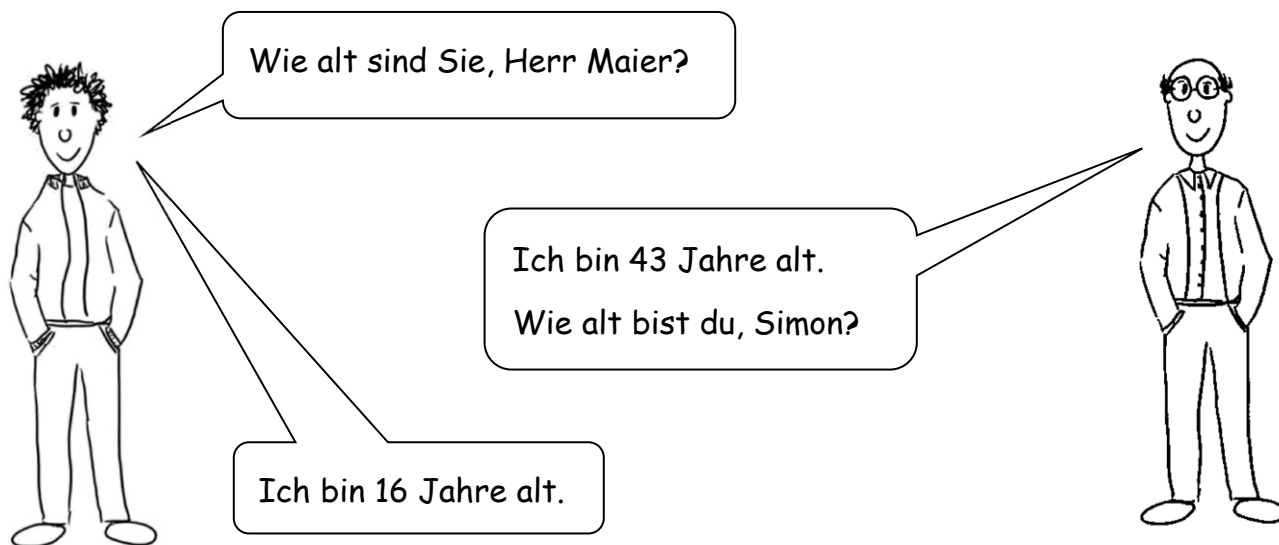 Wie alt sind Sie, Herr Maier?
Ich bin 43 Jahre alt.
Wie alt bist du, Simon?
Ich bin 16 Jahre alt.